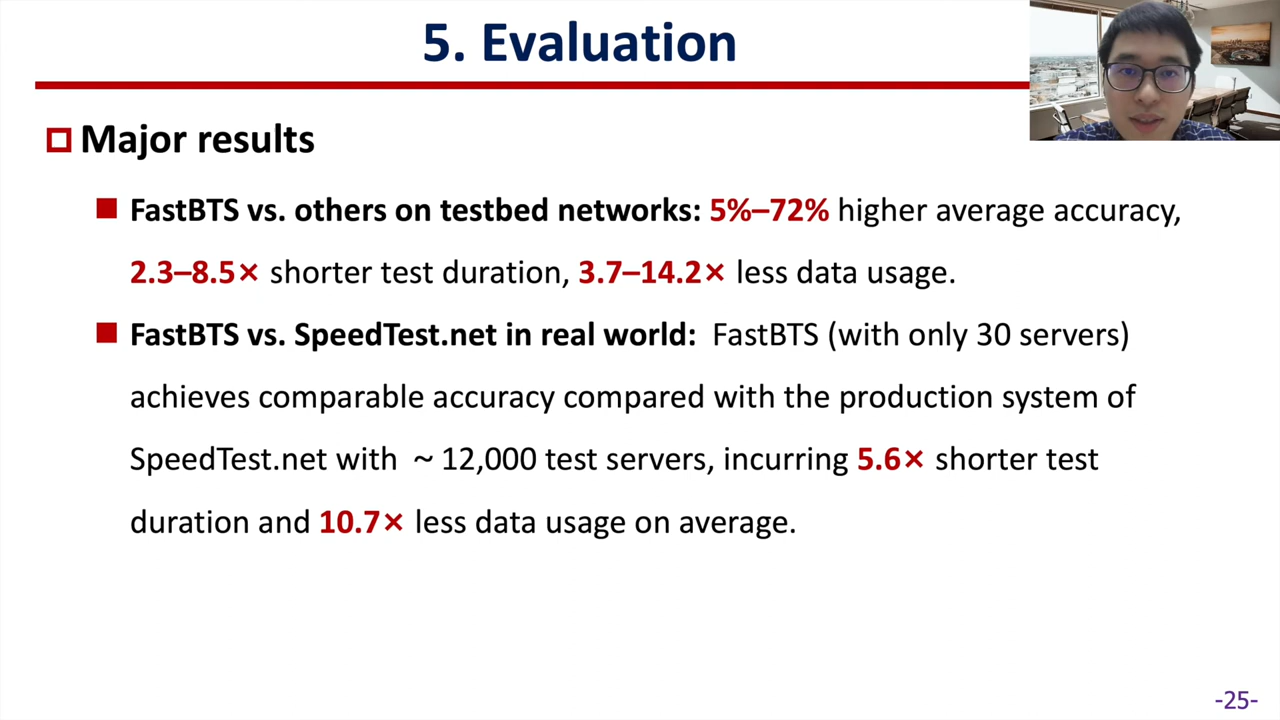 5. Evaluation
Major results
FastBTS vs. others on testbed networks: 5%–72% higher average accuracy,
2.3–8.5× shorter test duration, 3.7–14.2× less data usage.
FastBTS vs. SpeedTest.net in real world: FastBTS (with only 30 servers)
achieves comparable accuracy compared with the production system of
SpeedTest.net with ~ 12,000 test servers, incurring 5.6× shorter test
duration and 10.7× less data usage on average.
-25-